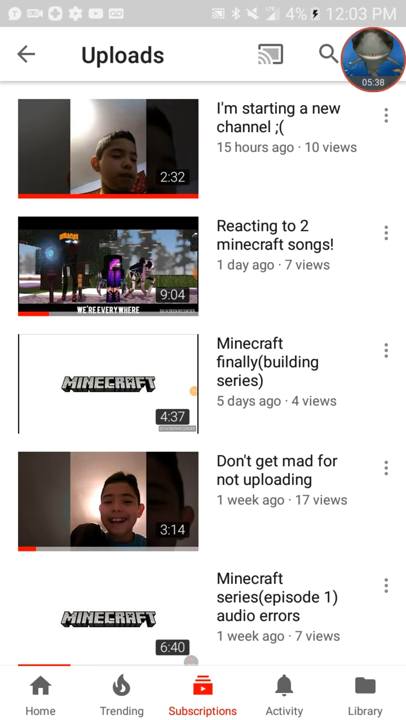 4% 12:03 PM
Uploads
05:38
I'm starting a new
channel ;(
15 hours ago · 10 views
2:32
Reacting to 2
minecraft songs!
1 day ago · 7 views
9:04
WE'RE EVERYWHERE
Minecraft
finally(building
series)
5 days ago · 4 views
MINECRAFT
4:37
Don't get mad for
not uploading
1 week ago · 17 views
3:14
Minecraft
series(episode 1)
audio errors
1 week ago · 7 views
MINECRAFT
6:40
Home
Trending
Subscriptions
Activity
Library